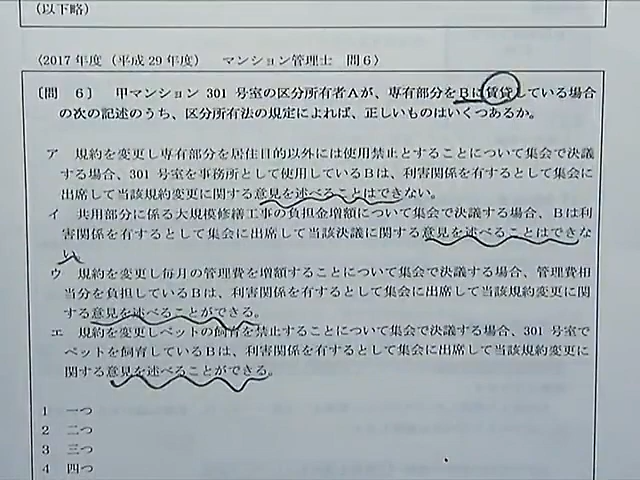 (以下略)
〈2017年度(平成29年度) マンション管理士 問6〉
〔問 6〕 甲マンション301号室の区分所有者Aが、専有部分をBに賃貸している場合
の次の記述のうち、区分所有法の規定によれば、正しいものはいくつあるか。
ア 規約を変更し専有部分を居住目的以外には使用禁止とすることについて集会で決議
する場合、301号室を事務所として使用しているBは、利害関係を有するとして集会に
出席して当該規約変更に関する意見を述べることはできない。
イ 共用部分に係る大規模修繕工事の負担金増額について集会で決議する場合、Bは利
害関係を有するとして集会に出席して当該決議に関する意見を述べることはできな
い。
ウ 規約を変更し毎月の管理費を増額することについて集会で決議する場合、管理費相
当分を負担しているBは、利害関係を有するとして集会に出席して当該規約変更に関
する意見を述べることができる。
エ 規約を変更しペットの飼育を禁止することについて集会で決議する場合、301号室で
ペットを飼育しているBは、利害関係を有するとして集会に出席して当該規約変更に
関する意見を述べることができる。
1 一つ
2 二つ
3 三つ
4 四つ